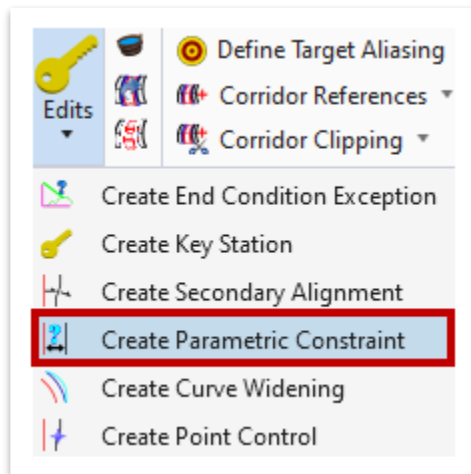 Edits
Define Target Aliasing
Corridor References
Corridor Clipping
Create End Condition Exception
Create Key Station
Create Secondary Alignment
Create Parametric Constraint
Create Curve Widening
Create Point Control